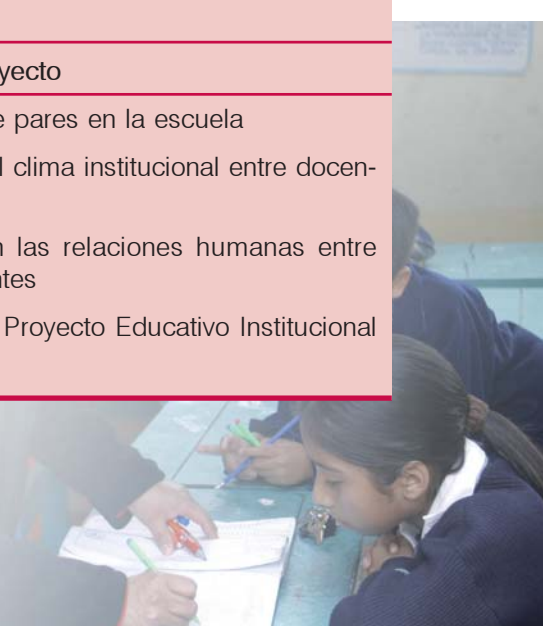 yecto
e pares en la escuela
l clima institucional entre docen-
n las relaciones humanas entre
ntes
Proyecto Educativo Institucional